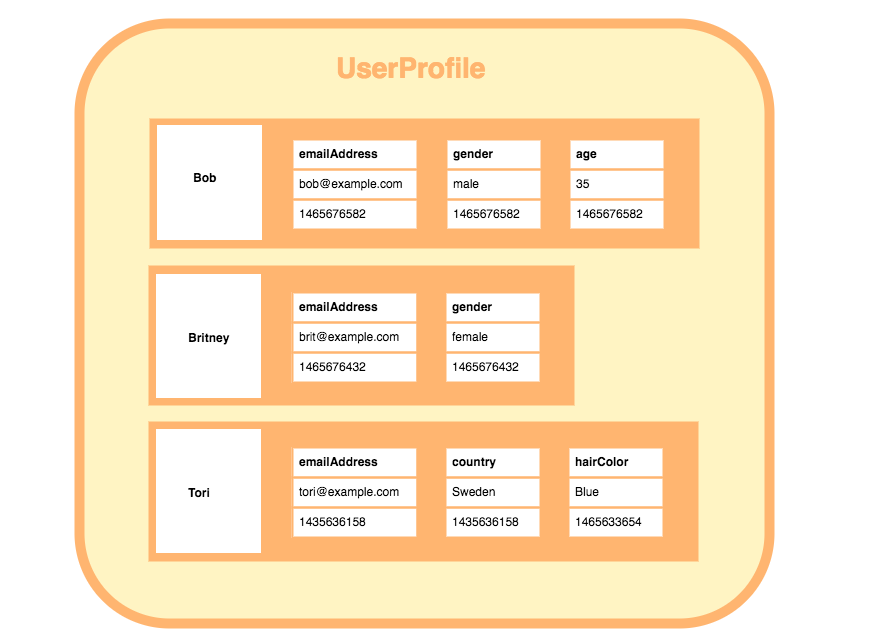 UserProfile
Bob
emailAddress gender age
bob@example.com male 35
1465676582 1465676582 1465676582
Britney
emailAddress gender
brit@example.com female
1465676432 1465676432
Tori
emailAddress country hairColor
tori@example.com Sweden Blue
1435636158 1435636158 1465633654